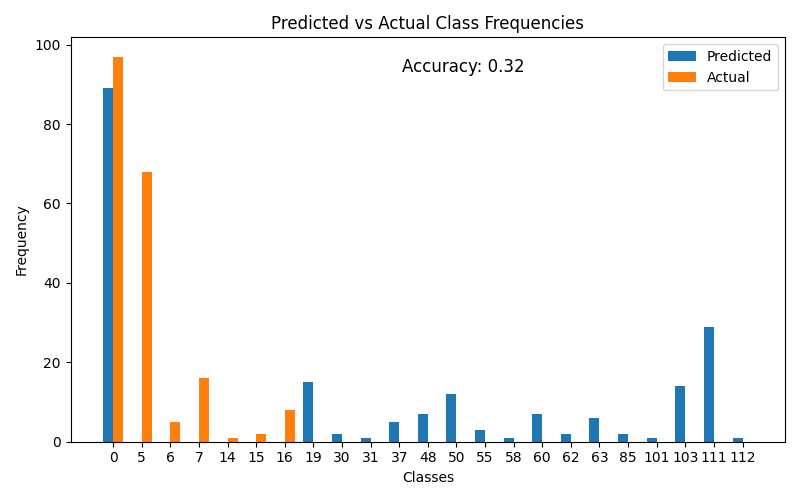 Predicted vs Actual Class Frequencies
Accuracy: 0.32
Predicted
Actual
100
80
60
40
20
0
Frequency
0 5 6 7 14 15 16 19 30 31 37 48 50 55 58 60 62 63 85 101 103 111 112
Classes